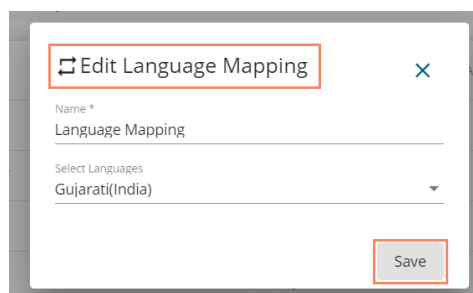 Edit Language Mapping
Name *
Language Mapping
Select Languages
Gujarati(India)
Save